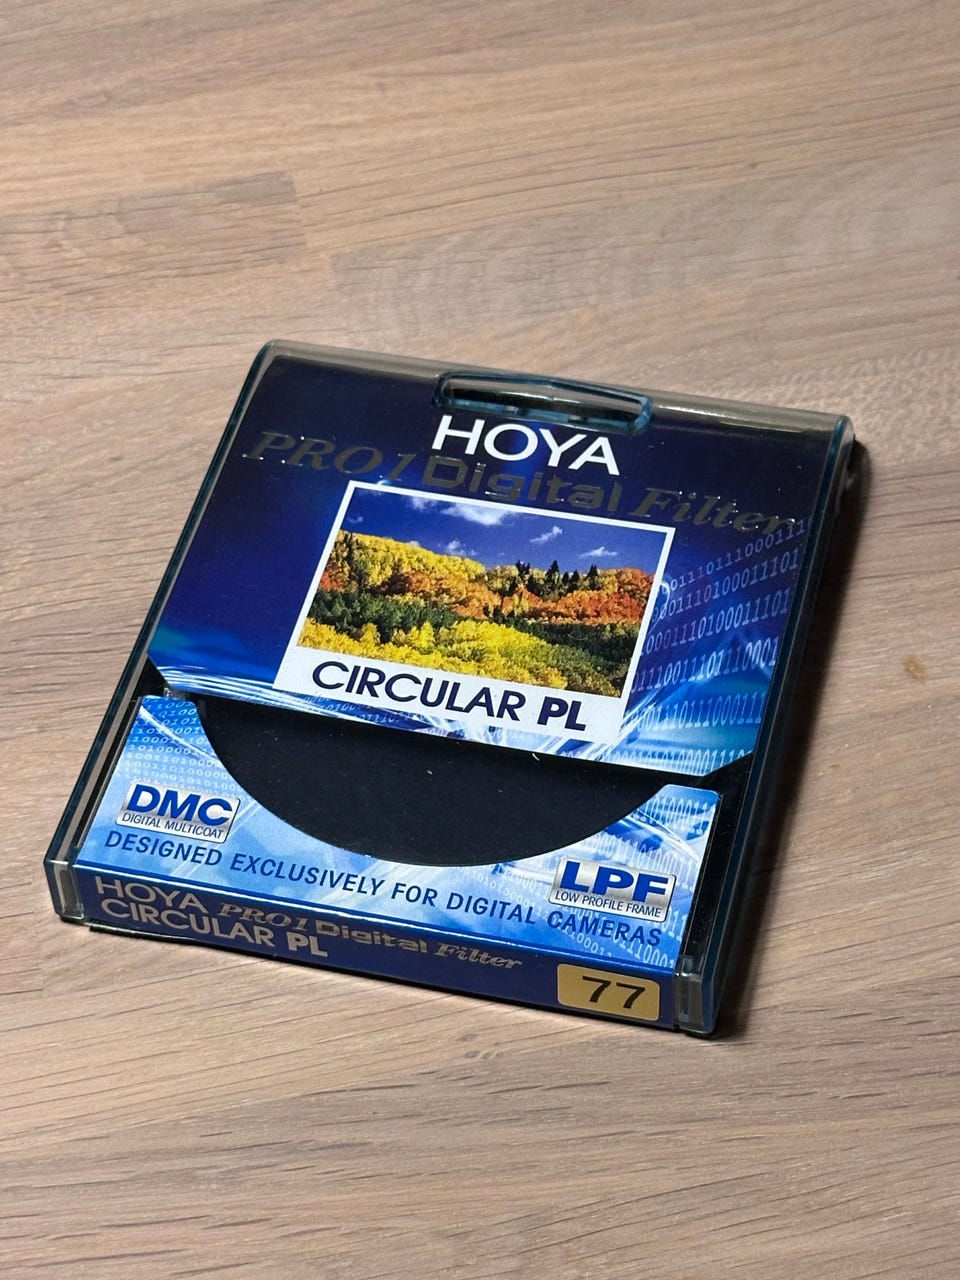 HOYA
PRO1 Digital Filter
CIRCULAR PL
DMC
DIGITAL MULTICOAT
DESIGNED EXCLUSIVELY FOR DIGITAL CAMERAS
LPF
LOW PROFILE FRAME
HOYA PRO1 Digital Filter
CIRCULAR PL
77